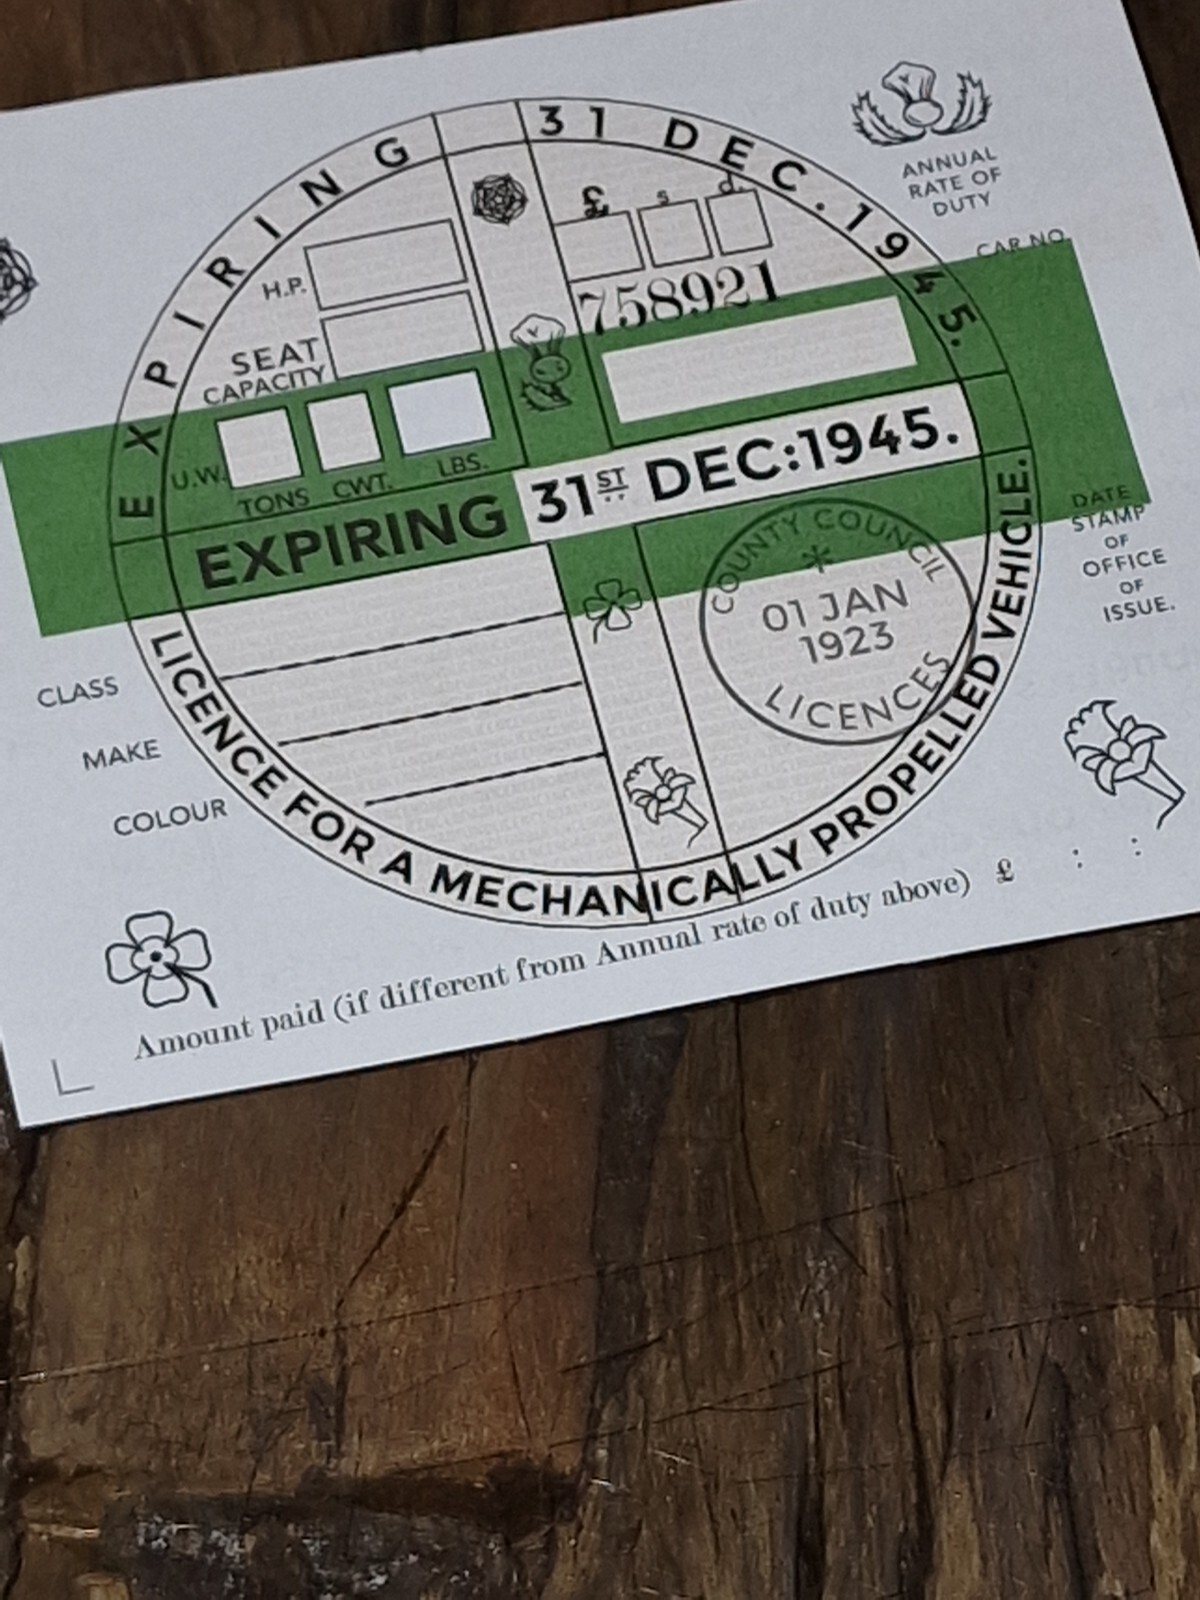 EXPIRING 31 DEC. 1945.
ANNUAL
RATE OF
DUTY
£ s d.
H.P.
CAR NO.
758921
SEAT
CAPACITY
U.W.
TONS CWT. LBS.
EXPIRING 31ST DEC:1945.
DATE
STAMP
OF
OFFICE
OF
ISSUE.
COUNTY COUNCIL
*
01 JAN
1923
LICENCES
CLASS
MAKE
COLOUR
LICENCE FOR A MECHANICALLY PROPELLED VEHICLE.
Amount paid (if different from Annual rate of duty above) £ : :